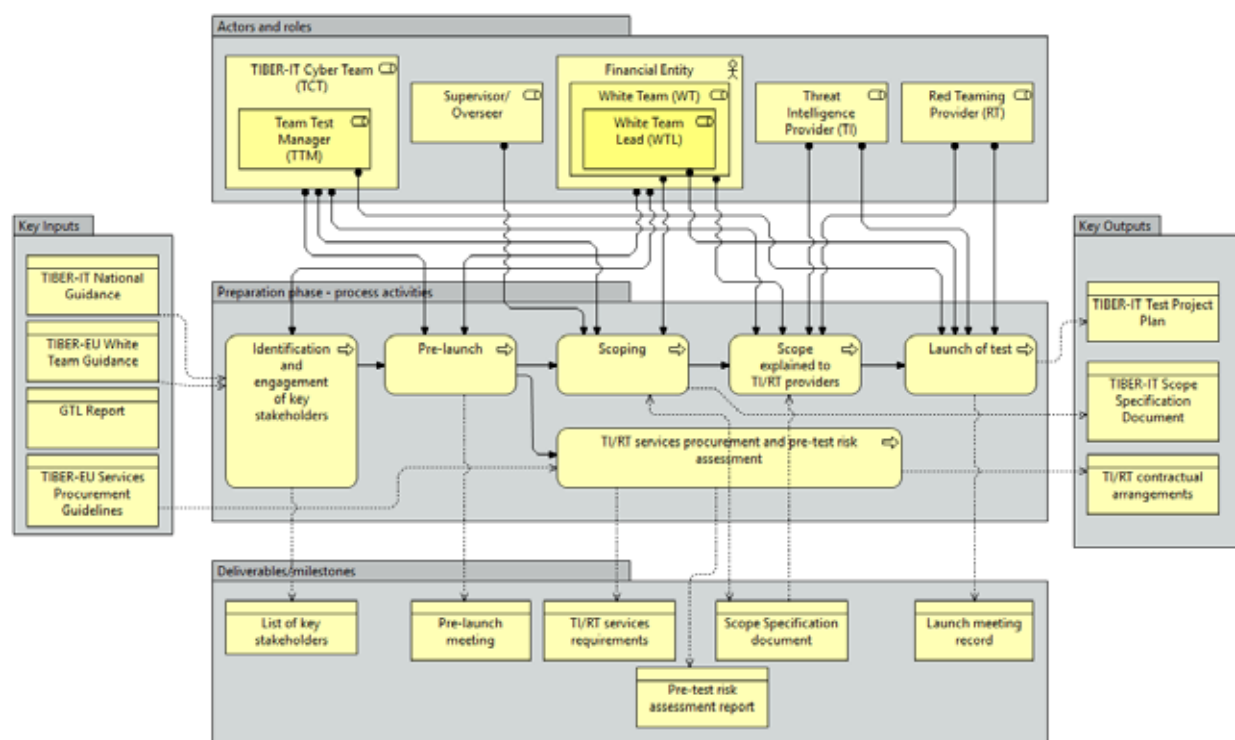 Actors and roles
TIBER-IT Cyber Team
(TCT)
Team Test
Manager
(TTM)
Supervisor/
Overseer
Financial Entity
White Team (WT)
White Team
Lead (WTL)
Threat
Intelligence
Provider (TI)
Red Teaming
Provider (RT)
Key Inputs
TIBER-IT National
Guidance
TIBER-EU White
Team Guidance
GTL Report
TIBER-EU Services
Procurement
Guidelines
Preparation phase - process activities
Identification
and
engagement
of key
stakeholders
Pre-launch
Scoping
Scope
explained to
TI/RT providers
Launch of test
TI/RT services procurement and pre-test risk
assessment
Key Outputs
TIBER-IT Test Project
Plan
TIBER-IT Scope
Specification
Document
TI/RT contractual
arrangements
Deliverables/milestones
List of key
stakeholders
Pre-launch
meeting
TI/RT services
requirements
Scope Specification
document
Launch meeting
record
Pre-test risk
assessment report